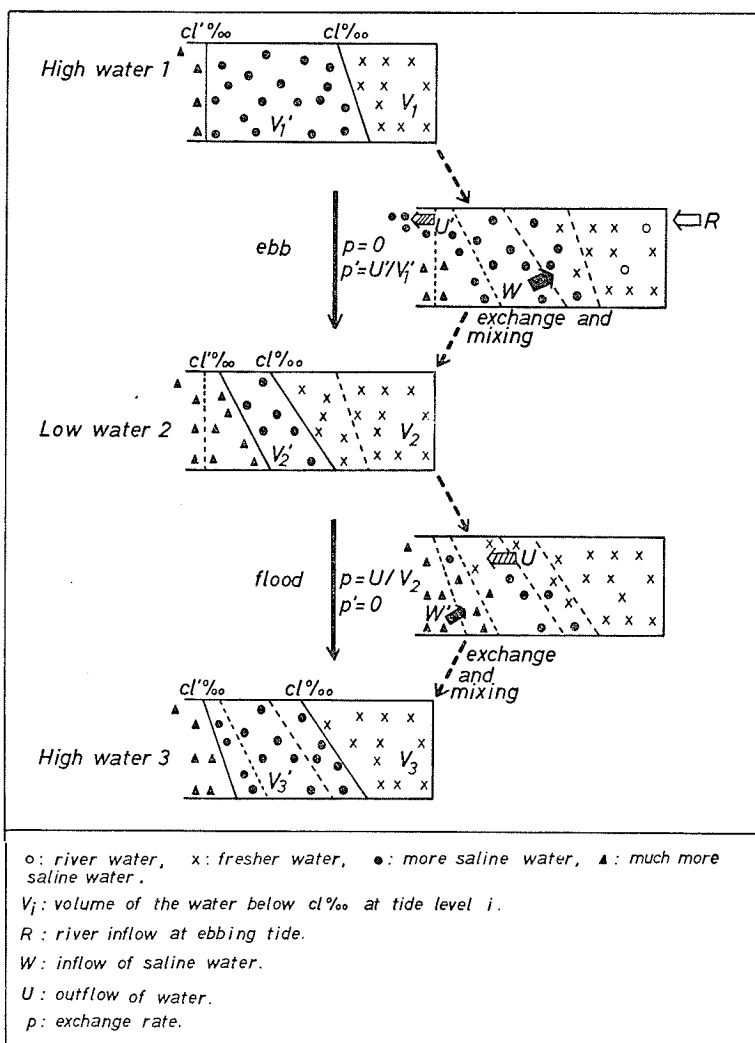 cl'‰ cl‰
High water 1
V₁' V₁
ebb
p=0
p'=U'/V₁'
U' W R
exchange and
mixing
cl'‰ cl‰
Low water 2
V₂' V₂
flood
p=U/V₂
p'=0
U W'
exchange
and
mixing
cl'‰ cl‰
High water 3
V₃' V₃
o: river water, x: fresher water, ●: more saline water, ▲: much more
saline water.
Vᵢ: volume of the water below cl‰ at tide level i.
R: river inflow at ebbing tide.
W: inflow of saline water.
U: outflow of water.
p: exchange rate.